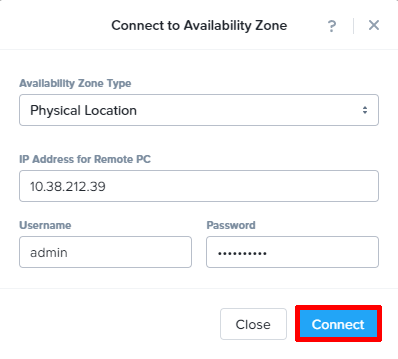 Connect to Availability Zone ? ×
Availability Zone Type
Physical Location
IP Address for Remote PC
10.38.212.39
Username Password
admin ••••••••••
Close Connect